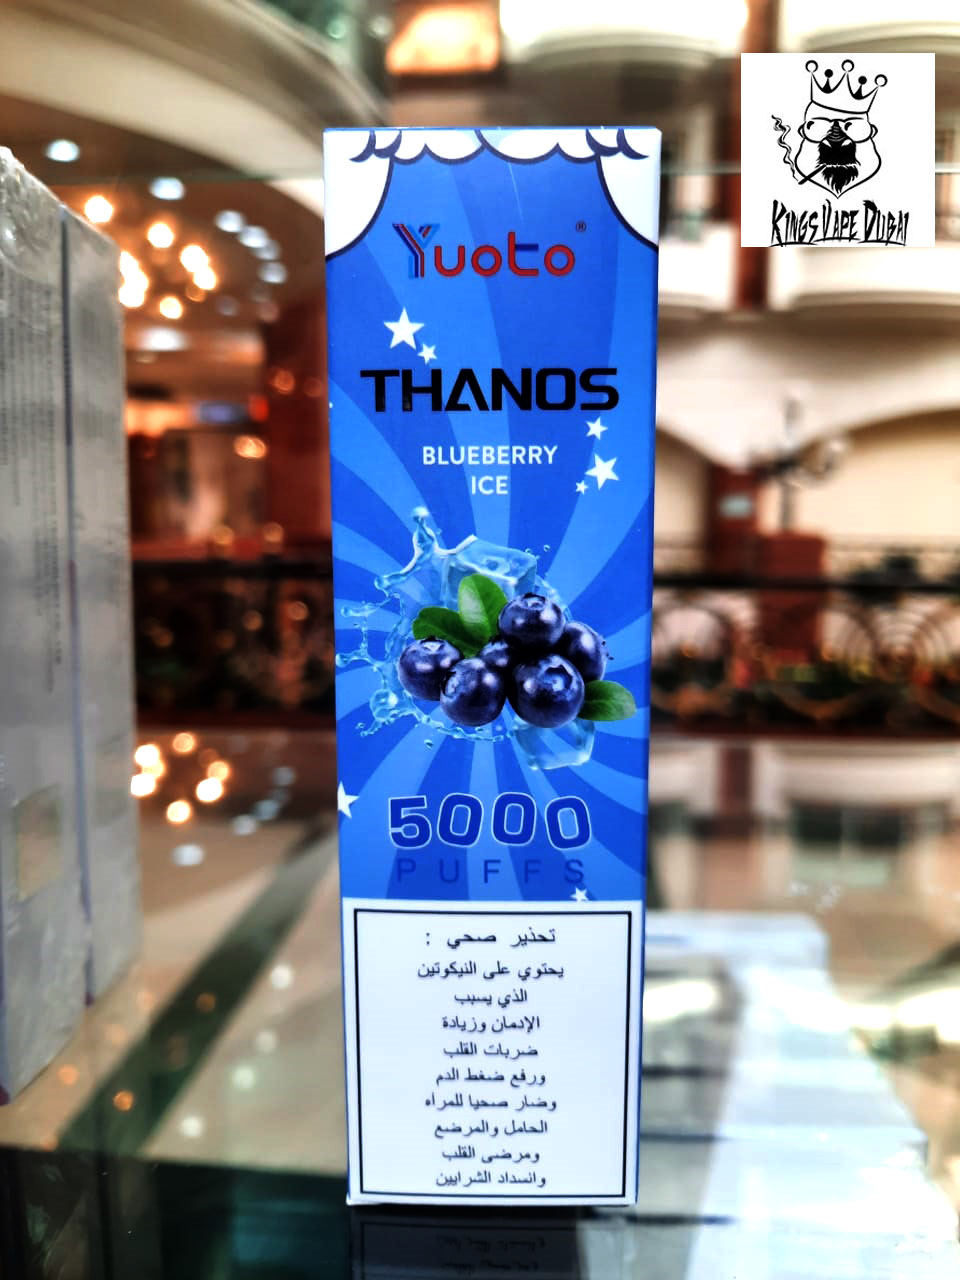 KINGS VAPE DUBAI
Yuoto®
THANOS
BLUEBERRY
ICE
5000
PUFFS
تحذير صحي :
يحتوي على النيكوتين
الذي يسبب
الإدمان وزيادة
ضربات القلب
ورفع ضغط الدم
وضار صحيا للمراه
الحامل والمرضع
ومرضى القلب
وانسداد الشرايين